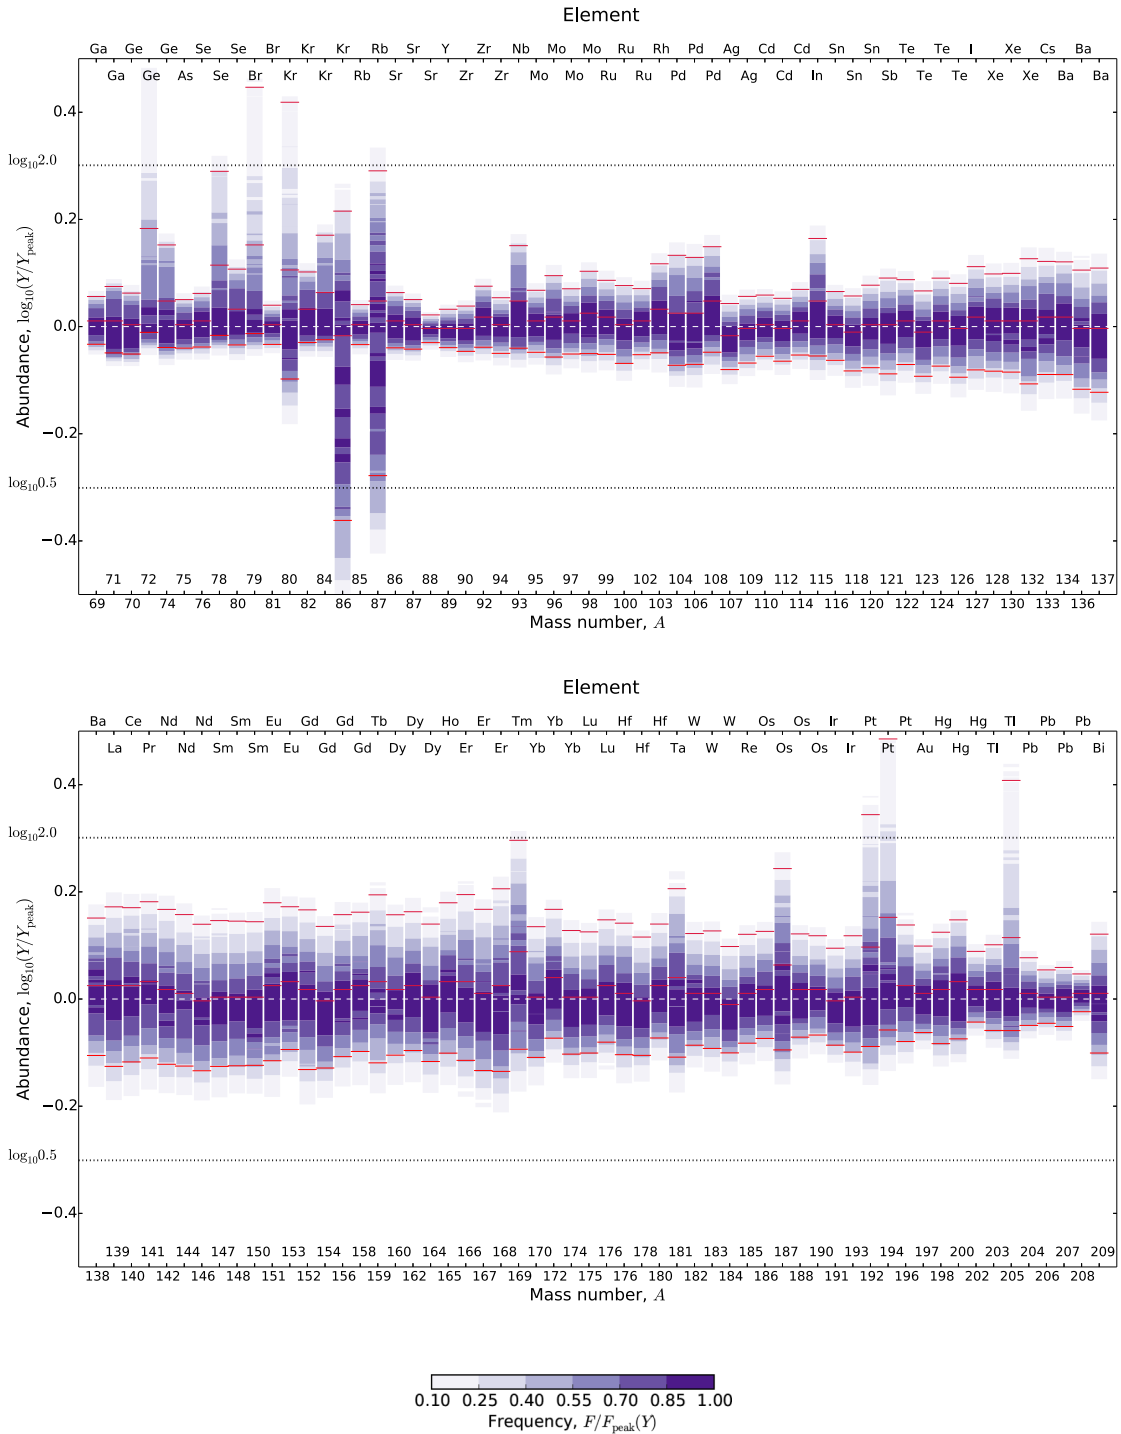 Element
Ga Ge Ge Se Se Br Kr Kr Rb Sr Y Zr Nb Mo Mo Ru Rh Pd Ag Cd Cd Sn Sn Te Te I Xe Cs Ba
Ga Ge As Se Br Kr Kr Rb Sr Sr Zr Zr Mo Mo Ru Ru Pd Pd Ag Cd In Sn Sb Te Te Xe Xe Ba Ba
0.4
log₁₀2.0
0.2
0.0
−0.2
log₁₀0.5
−0.4
Abundance, log₁₀(Y/Y_peak)
71 72 75 78 79 80 84 85 86 88 90 94 95 97 99 102 104 108 109 112 115 118 121 123 126 128 132 134 137
69 70 74 76 80 81 82 86 87 87 89 92 93 96 98 100 103 106 107 110 114 116 120 122 124 127 130 133 136
Mass number, A
Element
Ba Ce Nd Nd Sm Eu Gd Gd Tb Dy Ho Er Tm Yb Lu Hf Hf W W Os Os Ir Pt Pt Hg Hg Tl Pb Pb
La Pr Nd Sm Sm Eu Gd Gd Dy Dy Er Er Yb Yb Lu Hf Ta W Re Os Os Ir Pt Au Hg Tl Pb Pb Bi
0.4
log₁₀2.0
0.2
0.0
−0.2
log₁₀0.5
−0.4
Abundance, log₁₀(Y/Y_peak)
139 141 144 147 150 153 154 158 160 164 166 168 170 174 176 178 181 183 185 187 190 193 194 197 200 203 204 207 209
138 140 142 146 148 151 152 156 159 162 165 167 169 172 175 176 180 182 184 186 188 191 192 196 198 202 205 206 208
Mass number, A
0.10 0.25 0.40 0.55 0.70 0.85 1.00
Frequency, F/F_peak(Y)